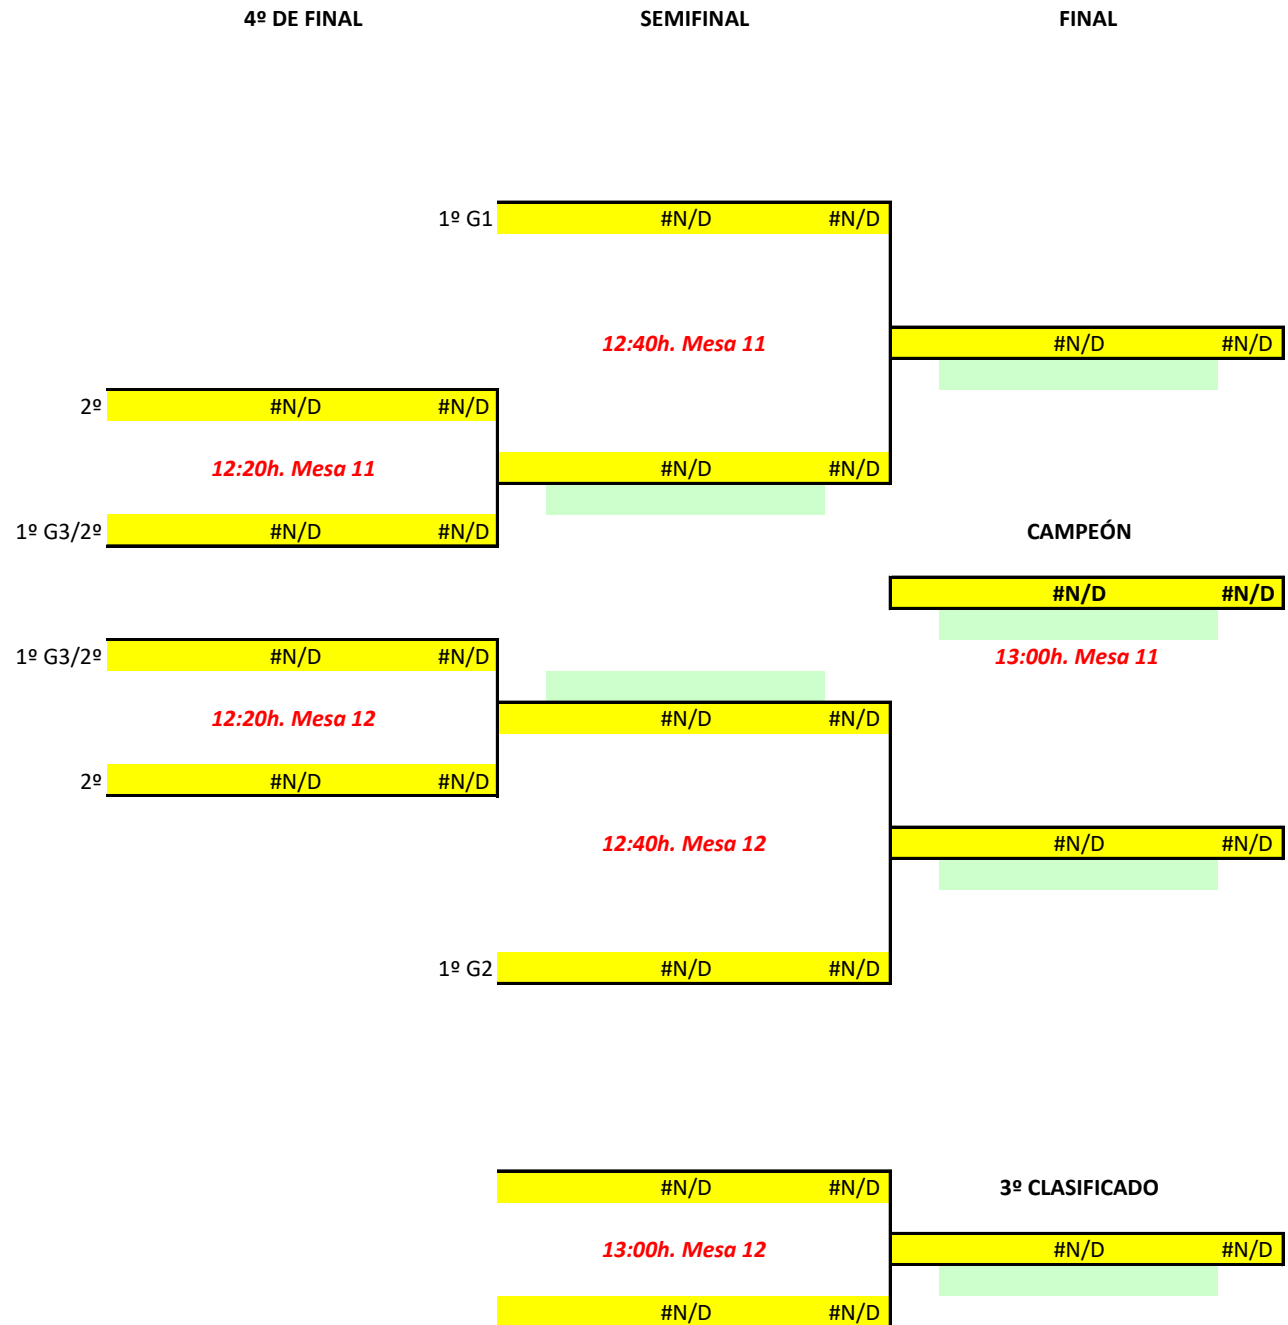 4º DE FINAL SEMIFINAL FINAL
1º G1 #N/D #N/D
12:40h. Mesa 11 #N/D #N/D
2º #N/D #N/D
12:20h. Mesa 11 #N/D #N/D
1º G3/2º #N/D #N/D CAMPEÓN
#N/D #N/D
1º G3/2º #N/D #N/D 13:00h. Mesa 11
12:20h. Mesa 12 #N/D #N/D
2º #N/D #N/D
12:40h. Mesa 12 #N/D #N/D
1º G2 #N/D #N/D
#N/D #N/D 3º CLASIFICADO
13:00h. Mesa 12 #N/D #N/D
#N/D #N/D